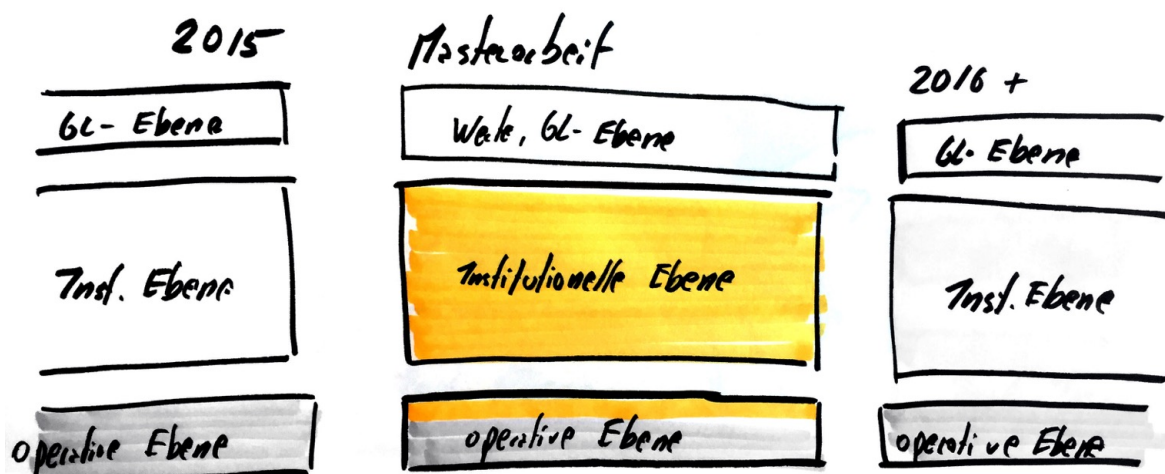 2015
GL-Ebene
Inst. Ebene
operative Ebene
Masterarbeit
Werte, GL-Ebene
Institutionelle Ebene
operative Ebene
2016 +
GL-Ebene
Inst. Ebene
operative Ebene